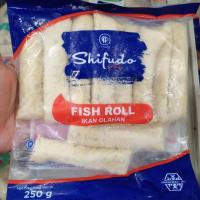 Shifudo
FISH ROLL
IKAN OLAHAN
250 g